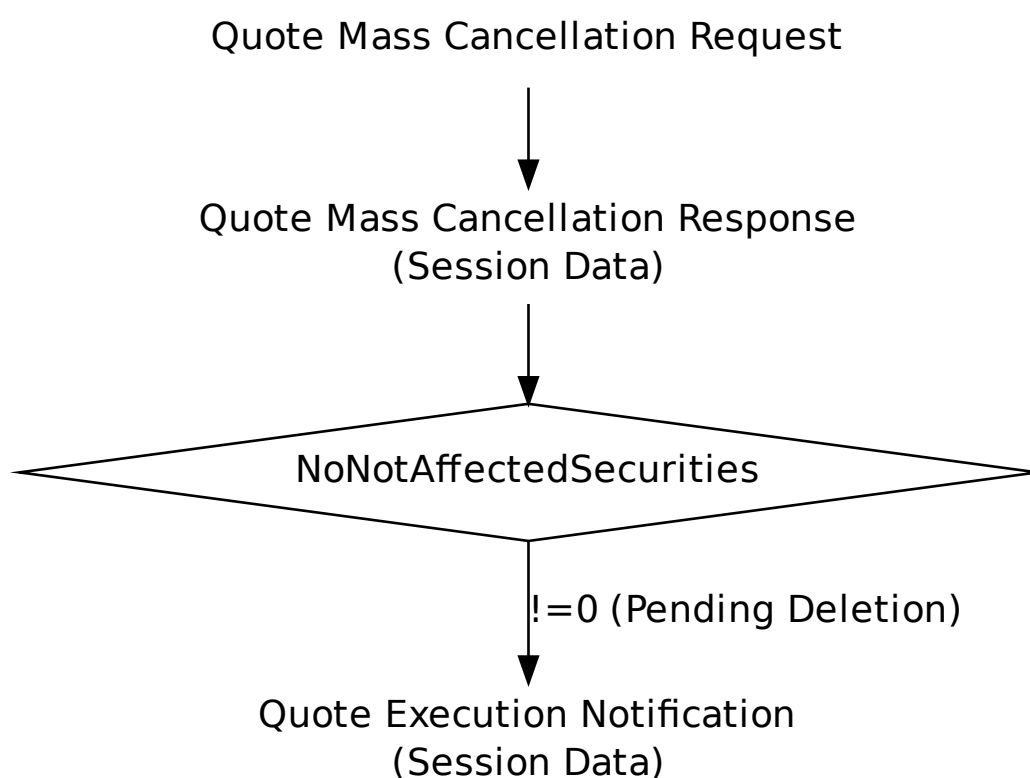 Quote Mass Cancellation Request
Quote Mass Cancellation Response
(Session Data)
NoNotAffectedSecurities
!=0 (Pending Deletion)
Quote Execution Notification
(Session Data)